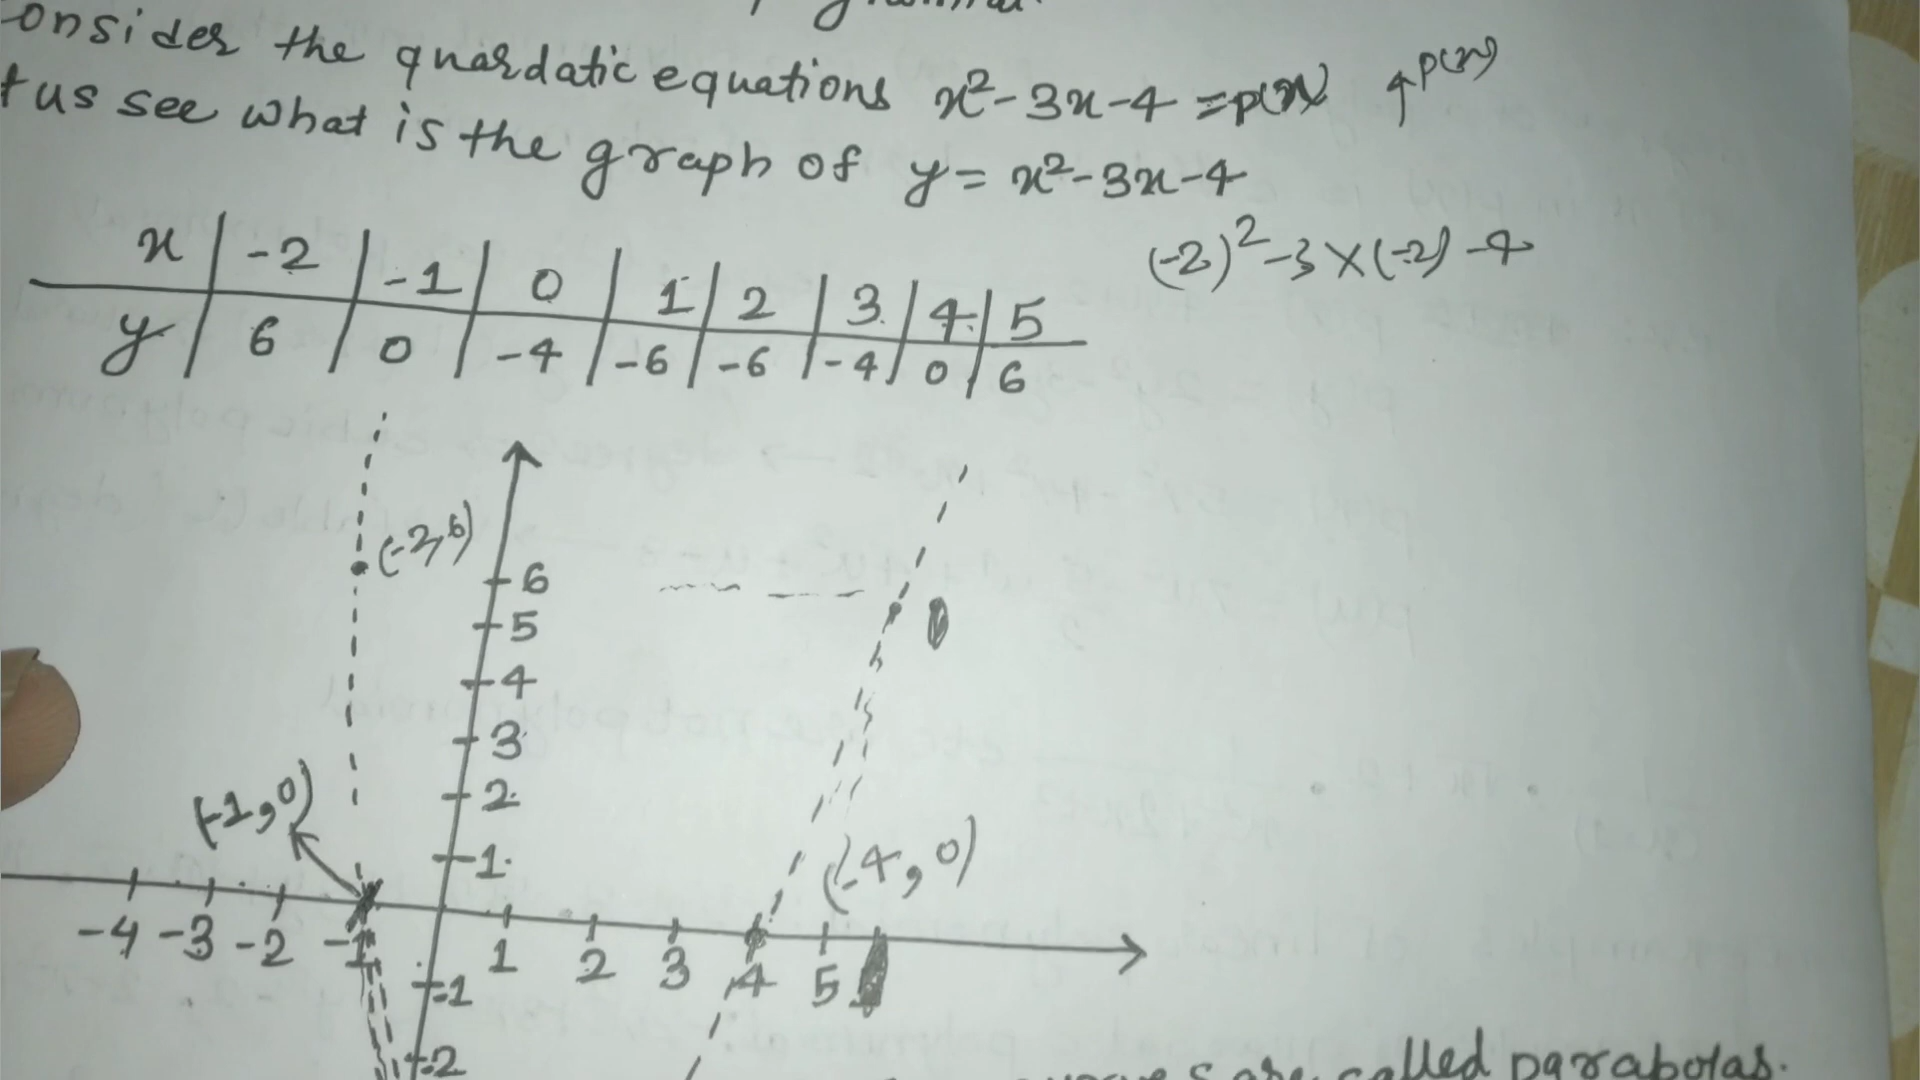 onsider the quardatic equations x²-3x-4=p(x) p(x)
t us see what is the graph of y= x²-3x-4
(-2)²-3×(-2)-4
x | -2 | -1 | 0 | 1 | 2 | 3 | 4 | 5
y | 6 | 0 | -4 | -6 | -6 | -4 | 0 | 6
(-2,6)
6
5
4
3
2
(-1,0)
1
(-4,0)
-4 -3 -2 -1 1 2 3 4 5
-1
-2
are called parabolas.